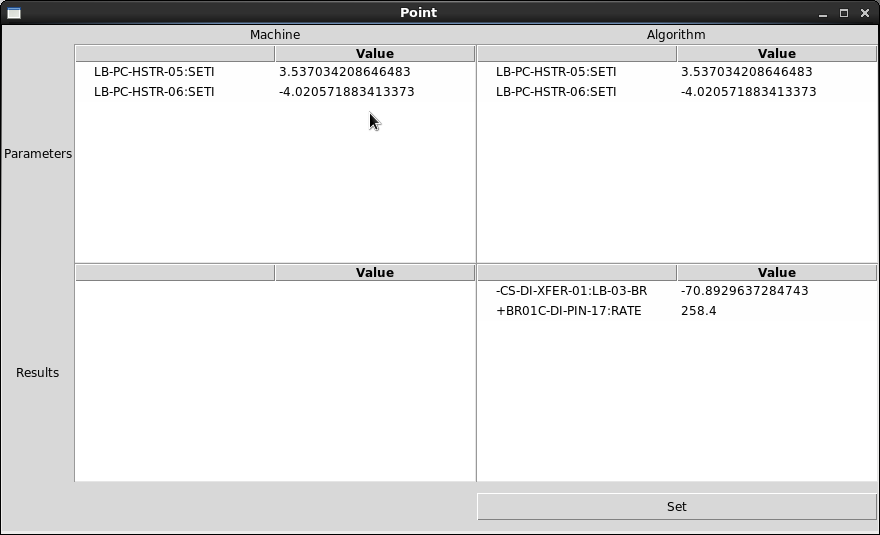 Point
Machine Algorithm
Value Value
LB-PC-HSTR-05:SETI 3.537034208646483 LB-PC-HSTR-05:SETI 3.537034208646483
LB-PC-HSTR-06:SETI -4.020571883413373 LB-PC-HSTR-06:SETI -4.020571883413373
Parameters
Value Value
-CS-DI-XFER-01:LB-03-BR -70.8929637284743
+BR01C-DI-PIN-17:RATE 258.4
Results
Set